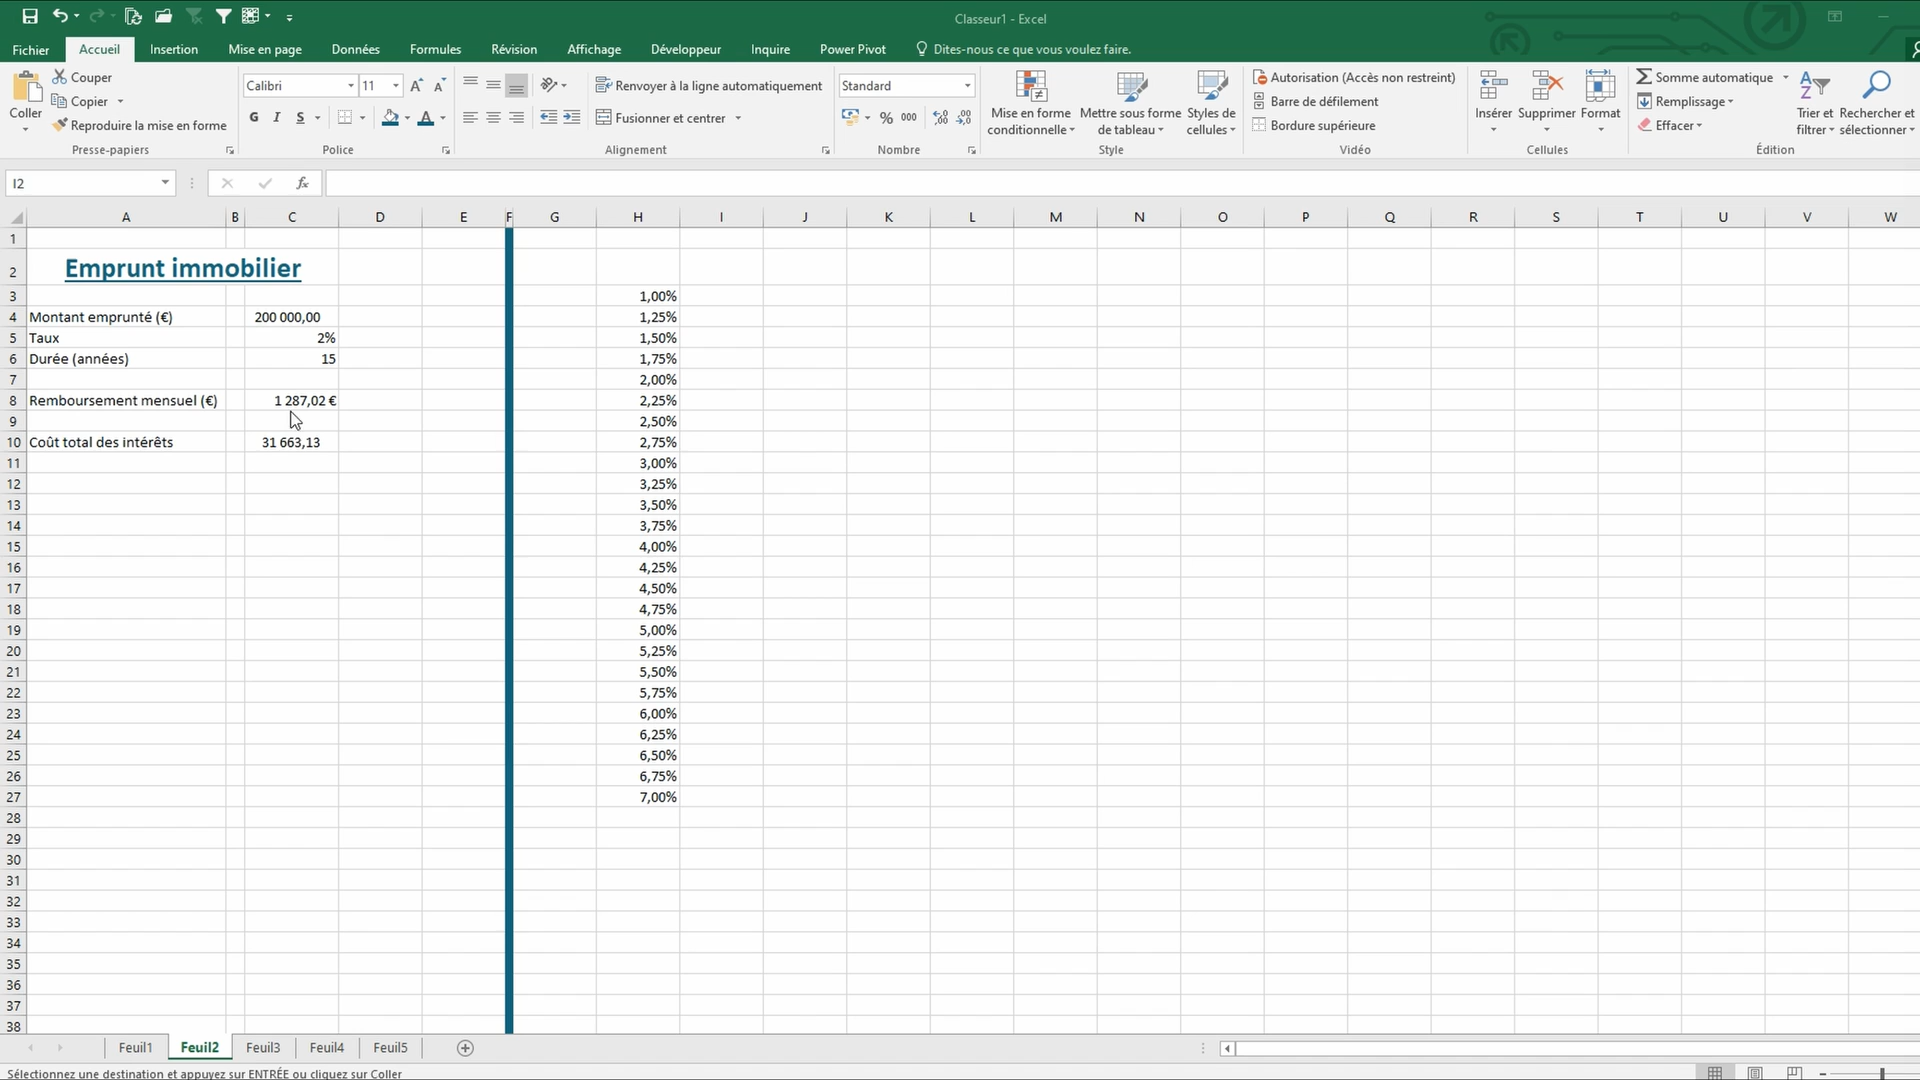 Classeur1 - Excel
Fichier Accueil Insertion Mise en page Données Formules Révision Affichage Développeur Inquire Power Pivot Dites-nous ce que vous voulez faire.
Coller
Couper
Copier
Reproduire la mise en forme
Presse-papiers
Calibri 11
G I S A
Police
Renvoyer à la ligne automatiquement
Fusionner et centrer
Alignement
Standard
% 000
Nombre
Mise en forme conditionnelle
Mettre sous forme de tableau
Styles de cellules
Style
Autorisation (Accès non restreint)
Barre de défilement
Bordure supérieure
Vidéo
Insérer Supprimer Format
Cellules
Somme automatique
Remplissage
Effacer
Trier et filtrer
Rechercher et sélectionner
Édition
I2 fx
A B C D E F G H I J K L M N O P Q R S T U V W
1
2 Emprunt immobilier
3 1,00%
4 Montant emprunté (€) 200 000,00 1,25%
5 Taux 2% 1,50%
6 Durée (années) 15 1,75%
7 2,00%
8 Remboursement mensuel (€) 1 287,02 € 2,25%
9 2,50%
10 Coût total des intérêts 31 663,13 2,75%
11 3,00%
12 3,25%
13 3,50%
14 3,75%
15 4,00%
16 4,25%
17 4,50%
18 4,75%
19 5,00%
20 5,25%
21 5,50%
22 5,75%
23 6,00%
24 6,25%
25 6,50%
26 6,75%
27 7,00%
28
29
30
31
32
33
34
35
36
37
38
Feuil1 Feuil2 Feuil3 Feuil4 Feuil5
Sélectionnez une destination et appuyez sur ENTRÉE ou cliquez sur Coller